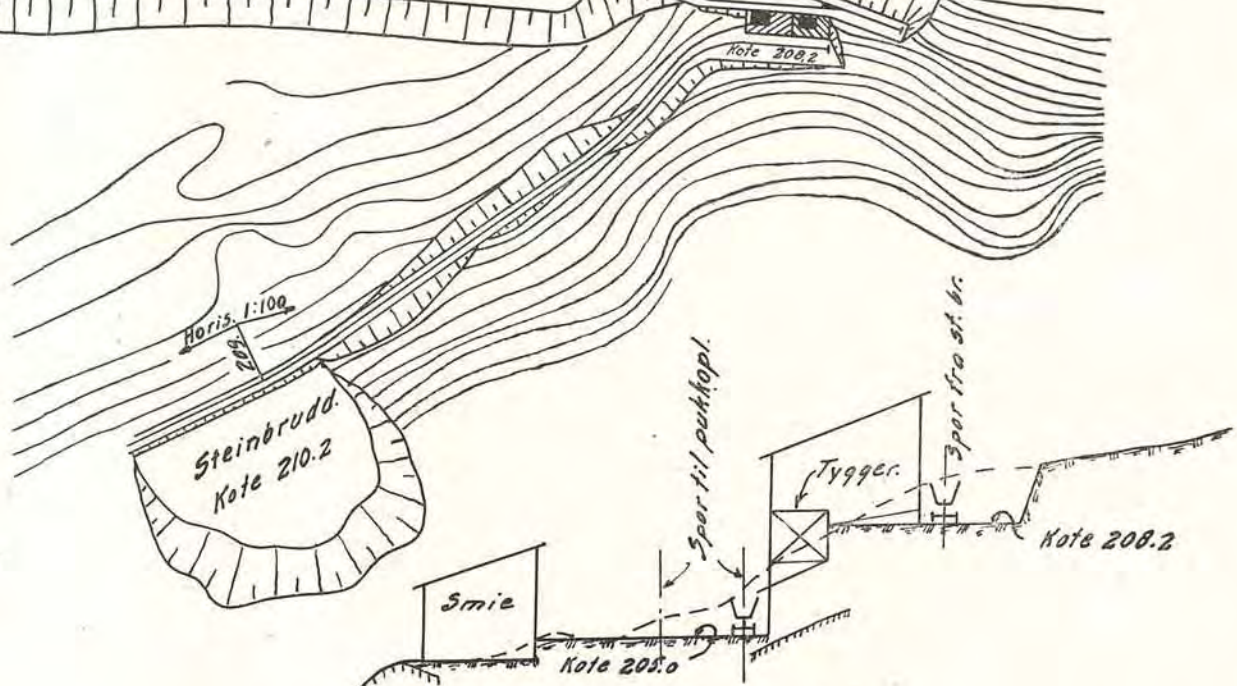 Kote 208.2
Horis. 1:100
209.
Steinbrudd.
Kote 210.2
Spor til pukkopl.
Spor fra st. br.
Tygger.
Kote 208.2
Smie
Kote 205.0